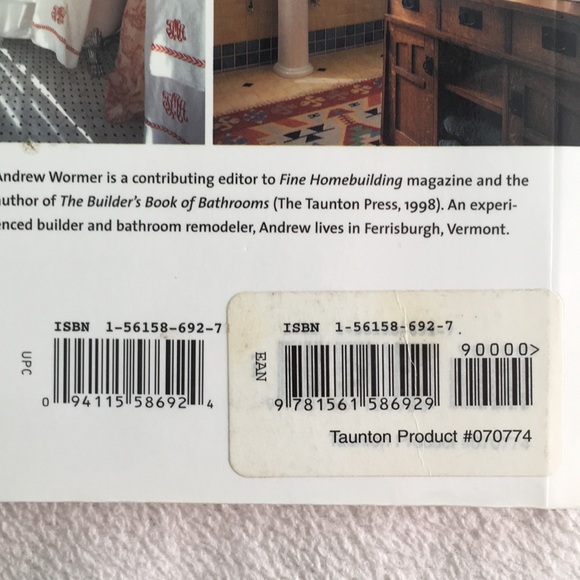 Andrew Wormer is a contributing editor to Fine Homebuilding magazine and the
author of The Builder's Book of Bathrooms (The Taunton Press, 1998). An experi-
enced builder and bathroom remodeler, Andrew lives in Ferrisburgh, Vermont.
ISBN 1-56158-692-7
UPC
0 94115 58692 4
ISBN 1-56158-692-7
EAN
90000>
9 781561 586929
Taunton Product #070774